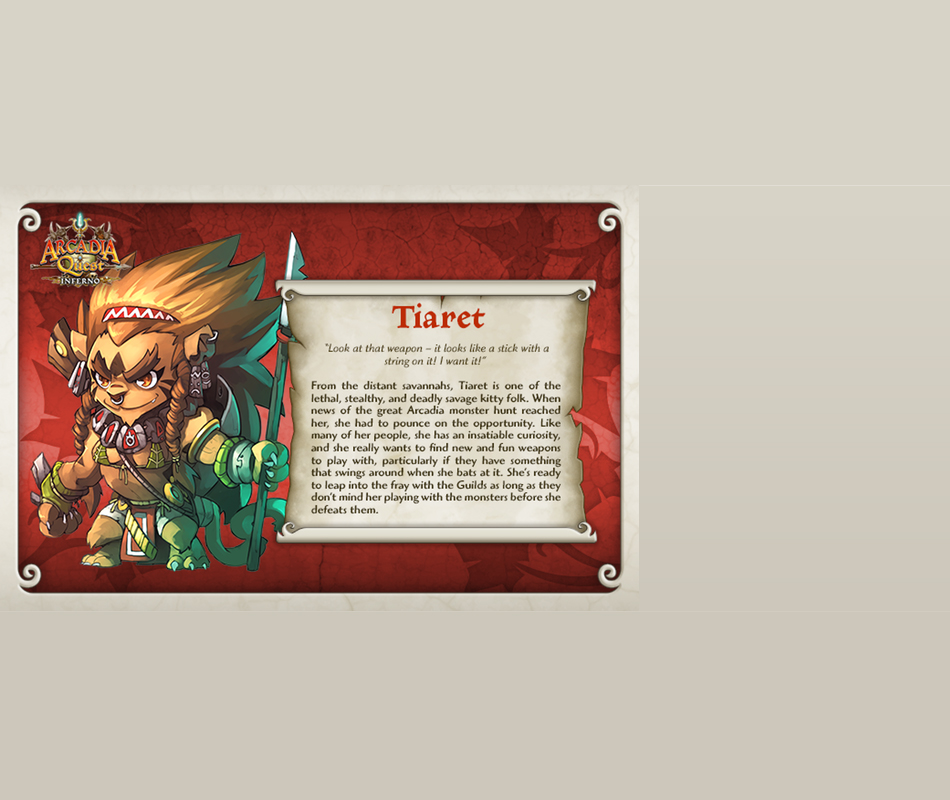 ARCADIA
Quest
INFERNO
Tiaret
"Look at that weapon – it looks like a stick with a
string on it! I want it!"
From the distant savannahs, Tiaret is one of the
lethal, stealthy, and deadly savage kitty folk. When
news of the great Arcadia monster hunt reached
her, she had to pounce on the opportunity. Like
many of her people, she has an insatiable curiosity,
and she really wants to find new and fun weapons
to play with, particularly if they have something
that swings around when she bats at it. She's ready
to leap into the fray with the Guilds as long as they
don't mind her playing with the monsters before she
defeats them.